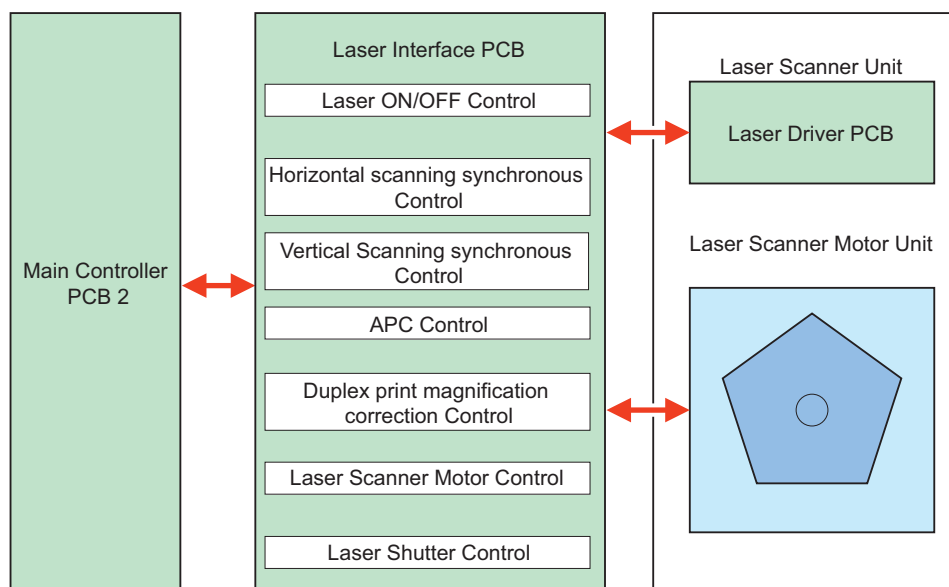 Main Controller
PCB 2
Laser Interface PCB
Laser ON/OFF Control
Horizontal scanning synchronous
Control
Vertical Scanning synchronous
Control
APC Control
Duplex print magnification
correction Control
Laser Scanner Motor Control
Laser Shutter Control
Laser Scanner Unit
Laser Driver PCB
Laser Scanner Motor Unit